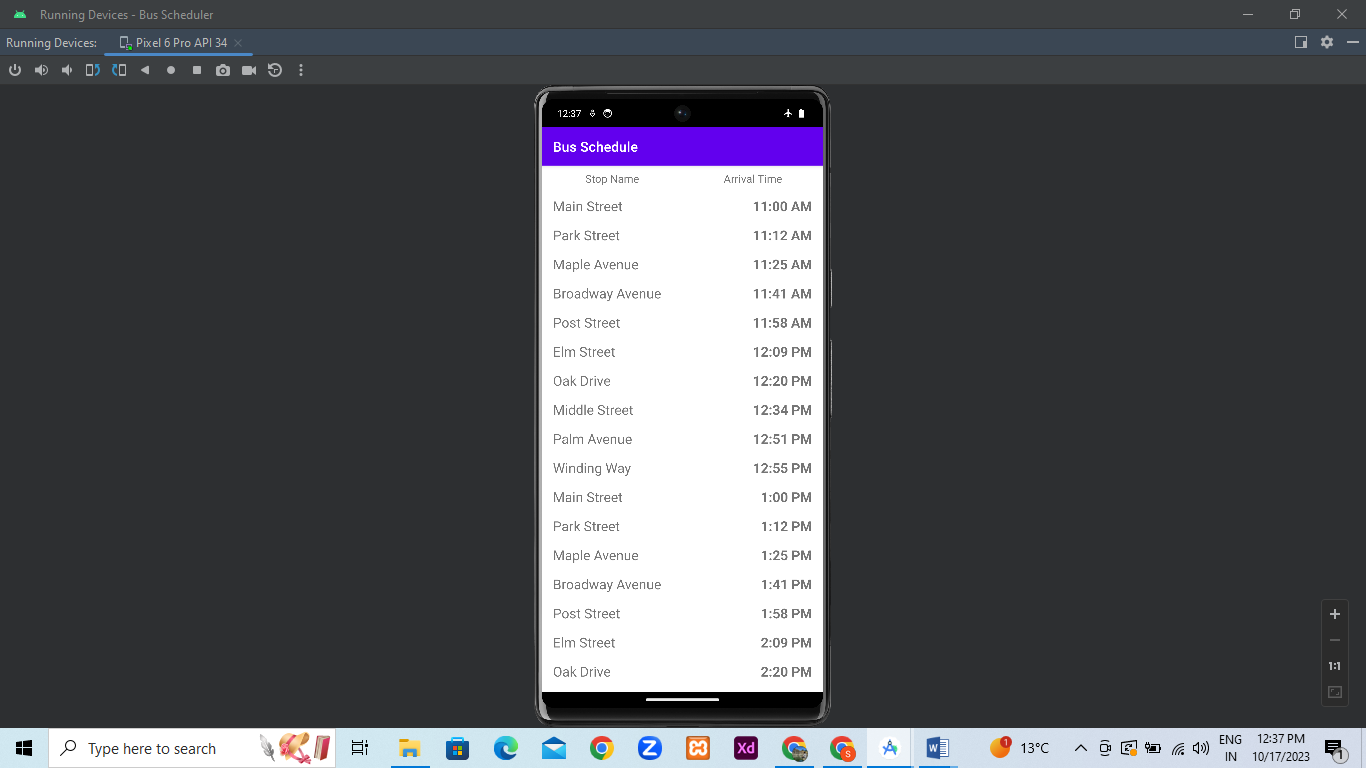 Running Devices - Bus Scheduler
Running Devices: Pixel 6 Pro API 34
12:37
Bus Schedule
Stop Name Arrival Time
Main Street 11:00 AM
Park Street 11:12 AM
Maple Avenue 11:25 AM
Broadway Avenue 11:41 AM
Post Street 11:58 AM
Elm Street 12:09 PM
Oak Drive 12:20 PM
Middle Street 12:34 PM
Palm Avenue 12:51 PM
Winding Way 12:55 PM
Main Street 1:00 PM
Park Street 1:12 PM
Maple Avenue 1:25 PM
Broadway Avenue 1:41 PM
Post Street 1:58 PM
Elm Street 2:09 PM
Oak Drive 2:20 PM
1:1
Type here to search
Z
Xd
S
W
1
13°C
ENG
IN
12:37 PM
10/17/2023
1